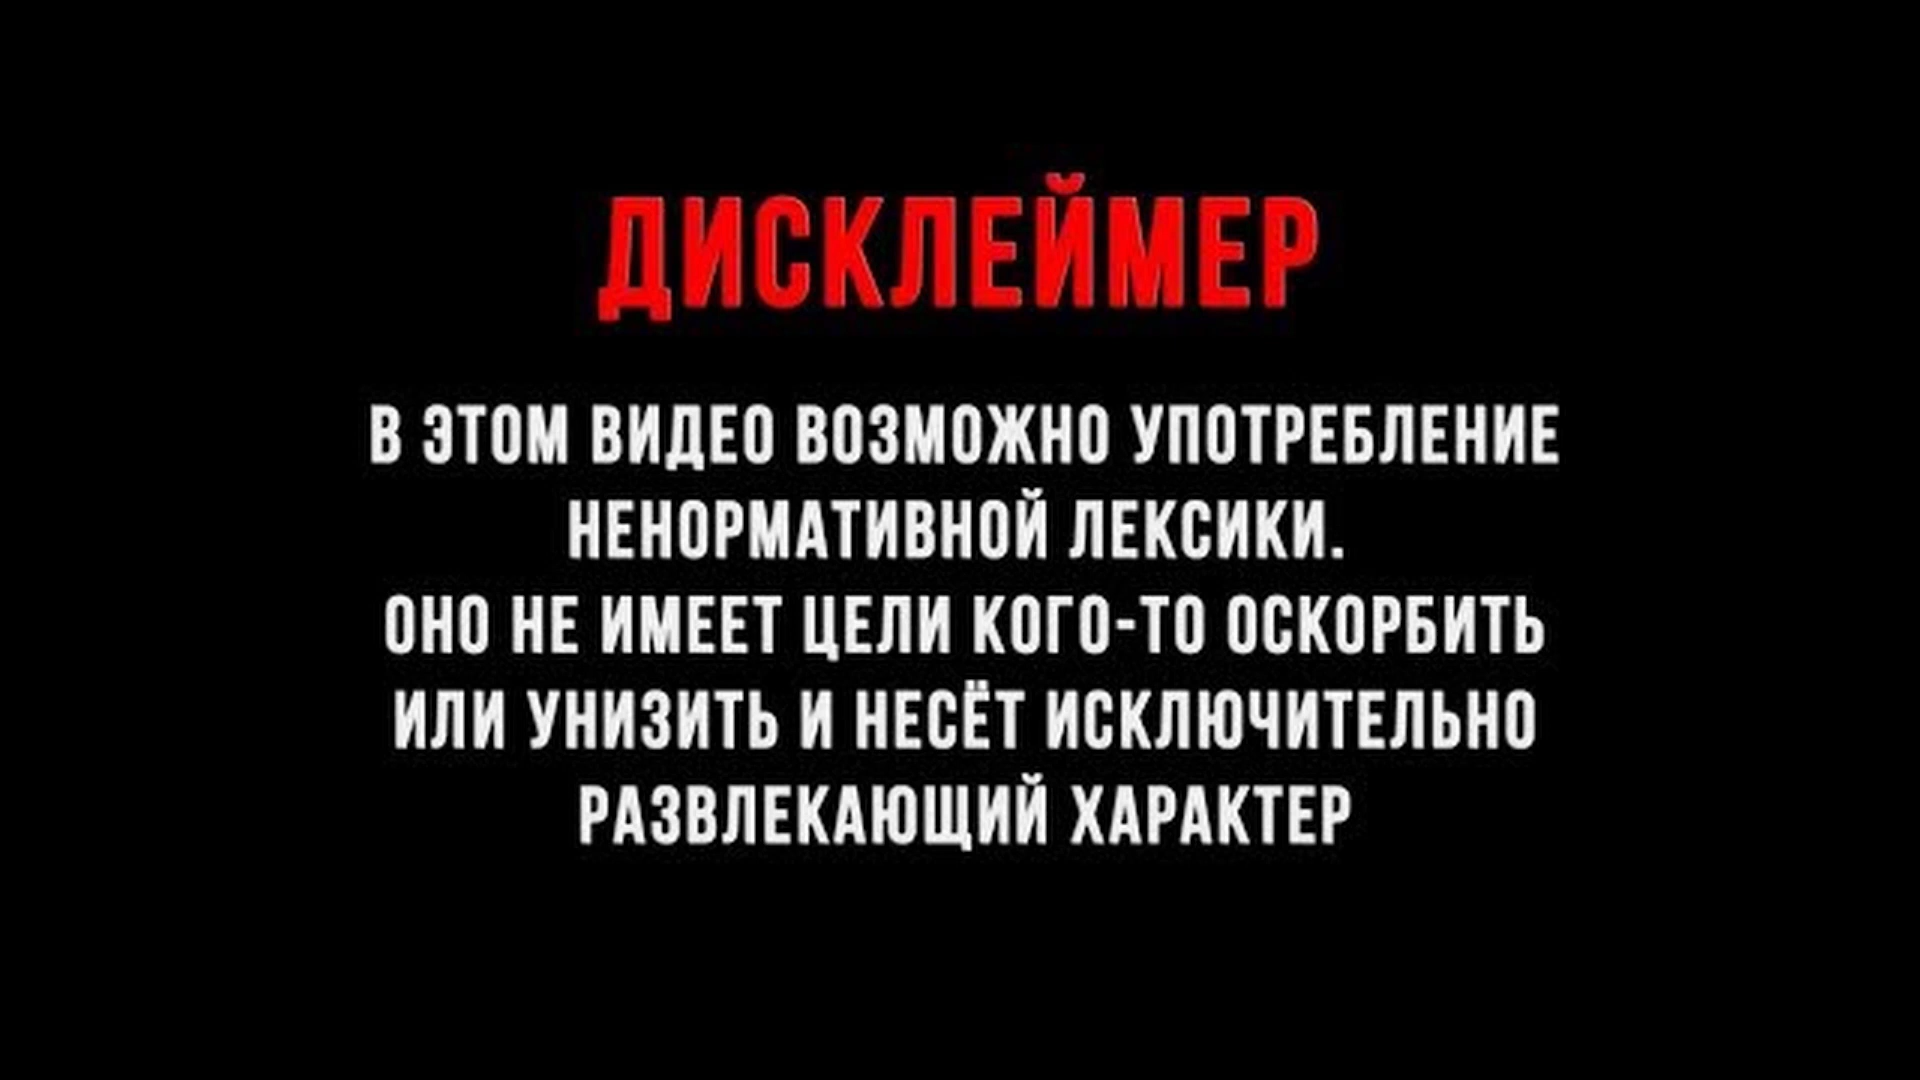 ДИСКЛЕЙМЕР
В ЭТОМ ВИДЕО ВОЗМОЖНО УПОТРЕБЛЕНИЕ
НЕНОРМАТИВНОЙ ЛЕКСИКИ.
ОНО НЕ ИМЕЕТ ЦЕЛИ КОГО-ТО ОСКОРБИТЬ
ИЛИ УНИЗИТЬ И НЕСЁТ ИСКЛЮЧИТЕЛЬНО
РАЗВЛЕКАЮЩИЙ ХАРАКТЕР